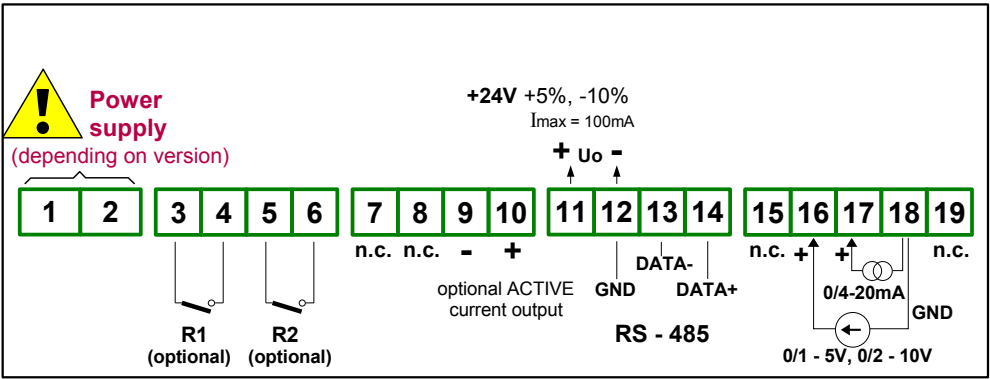 +24V +5%, -10%
Imax = 100mA
+ Uo -
!
Power
supply
(depending on version)
1 2 3 4 5 6 7 8 9 10 11 12 13 14 15 16 17 18 19
n.c. n.c. - +
n.c. + + n.c.
DATA-
GND DATA+
optional ACTIVE
current output
0/4-20mA
GND
R1
(optional)
R2
(optional)
RS - 485
0/1 - 5V, 0/2 - 10V